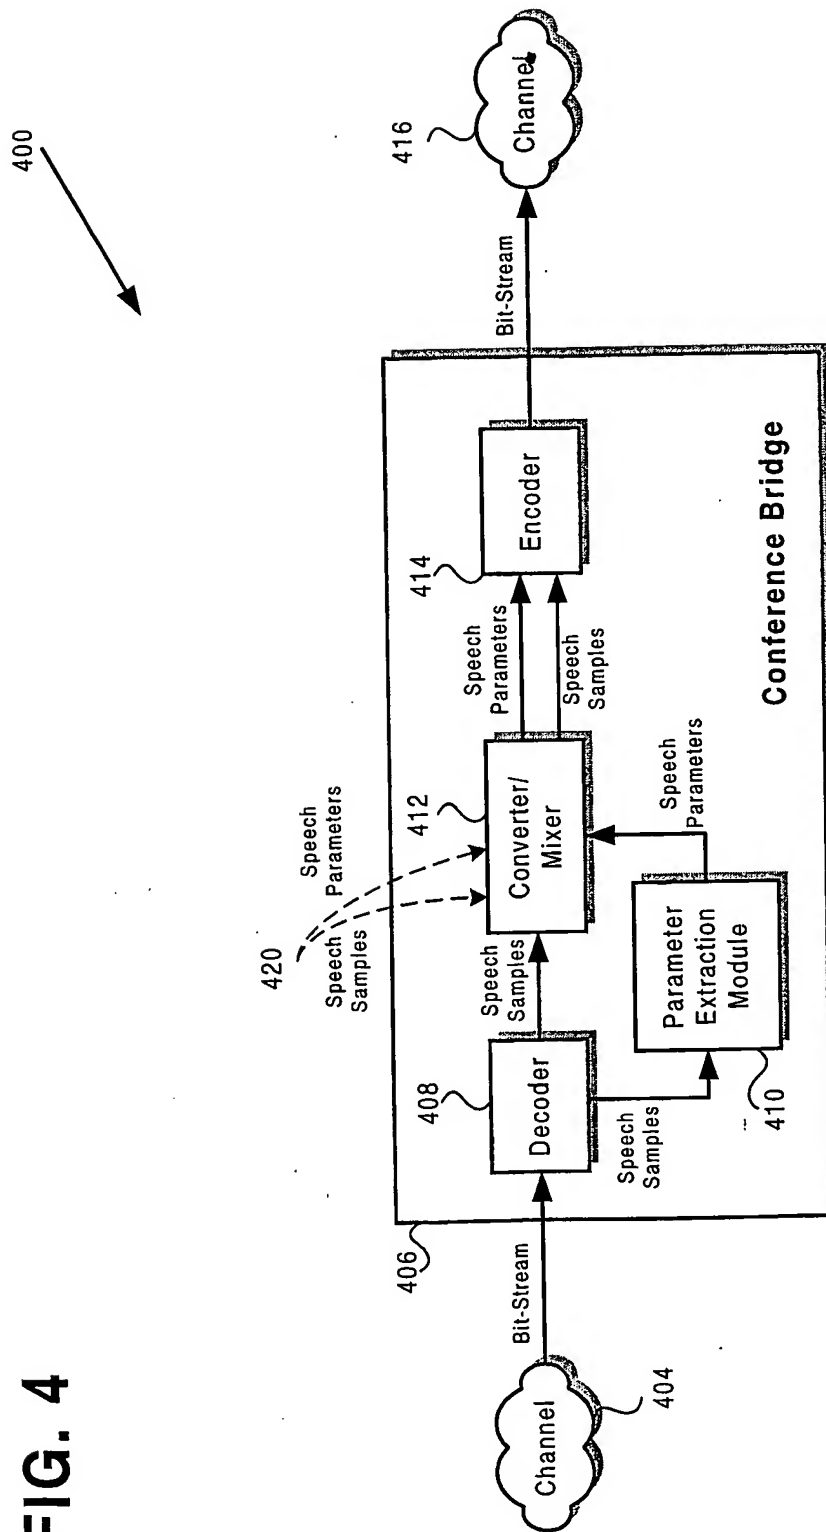 FIG. 4
400
Channel
404
Bit-Stream
406
Decoder
408
Speech
Samples
Speech
Samples
Parameter
Extraction
Module
410
Speech
Parameters
420
Speech
Samples
Speech
Parameters
Converter/
Mixer
412
Speech
Parameters
Speech
Samples
Encoder
414
Conference Bridge
Bit-Stream
Channel
416